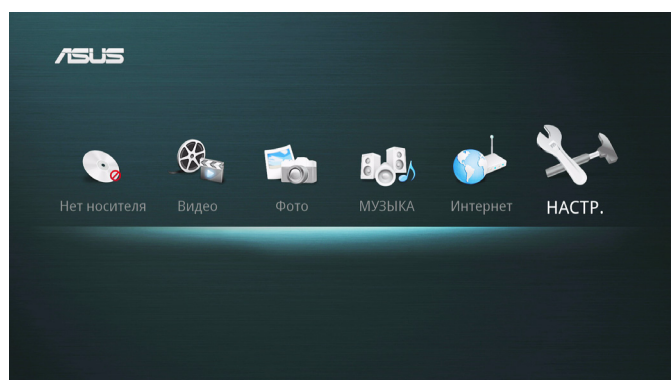 ASUS
Нет носителя
Видео
Фото
МУЗЫКА
Интернет
НАСТР.